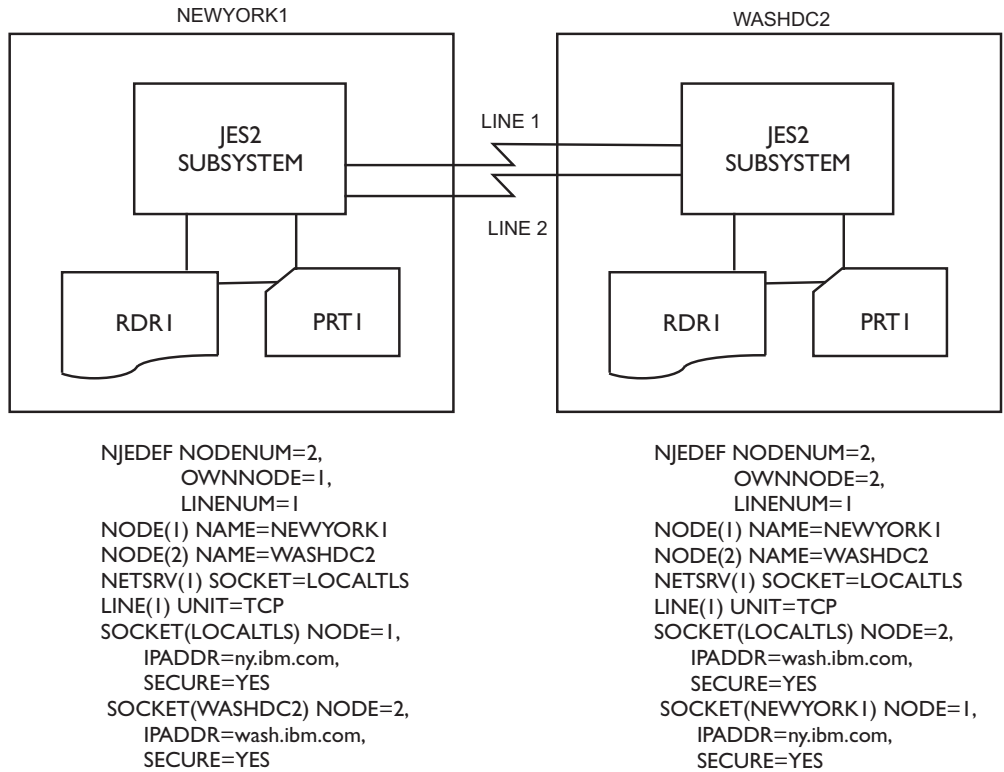 NEWYORK1
WASHDC2
JES2
SUBSYSTEM
LINE 1
LINE 2
JES2
SUBSYSTEM
RDR1
PRT1
RDR1
PRT1
NJEDEF NODENUM=2,
OWNNODE=1,
LINENUM=1
NODE(1) NAME=NEWYORK1
NODE(2) NAME=WASHDC2
NETSRV(1) SOCKET=LOCALTLS
LINE(1) UNIT=TCP
SOCKET(LOCALTLS) NODE=1,
IPADDR=ny.ibm.com,
SECURE=YES
SOCKET(WASHDC2) NODE=2,
IPADDR=wash.ibm.com,
SECURE=YES
NJEDEF NODENUM=2,
OWNNODE=2,
LINENUM=1
NODE(1) NAME=NEWYORK1
NODE(2) NAME=WASHDC2
NETSRV(1) SOCKET=LOCALTLS
LINE(1) UNIT=TCP
SOCKET(LOCALTLS) NODE=2,
IPADDR=wash.ibm.com,
SECURE=YES
SOCKET(NEWYORK1) NODE=1,
IPADDR=ny.ibm.com,
SECURE=YES